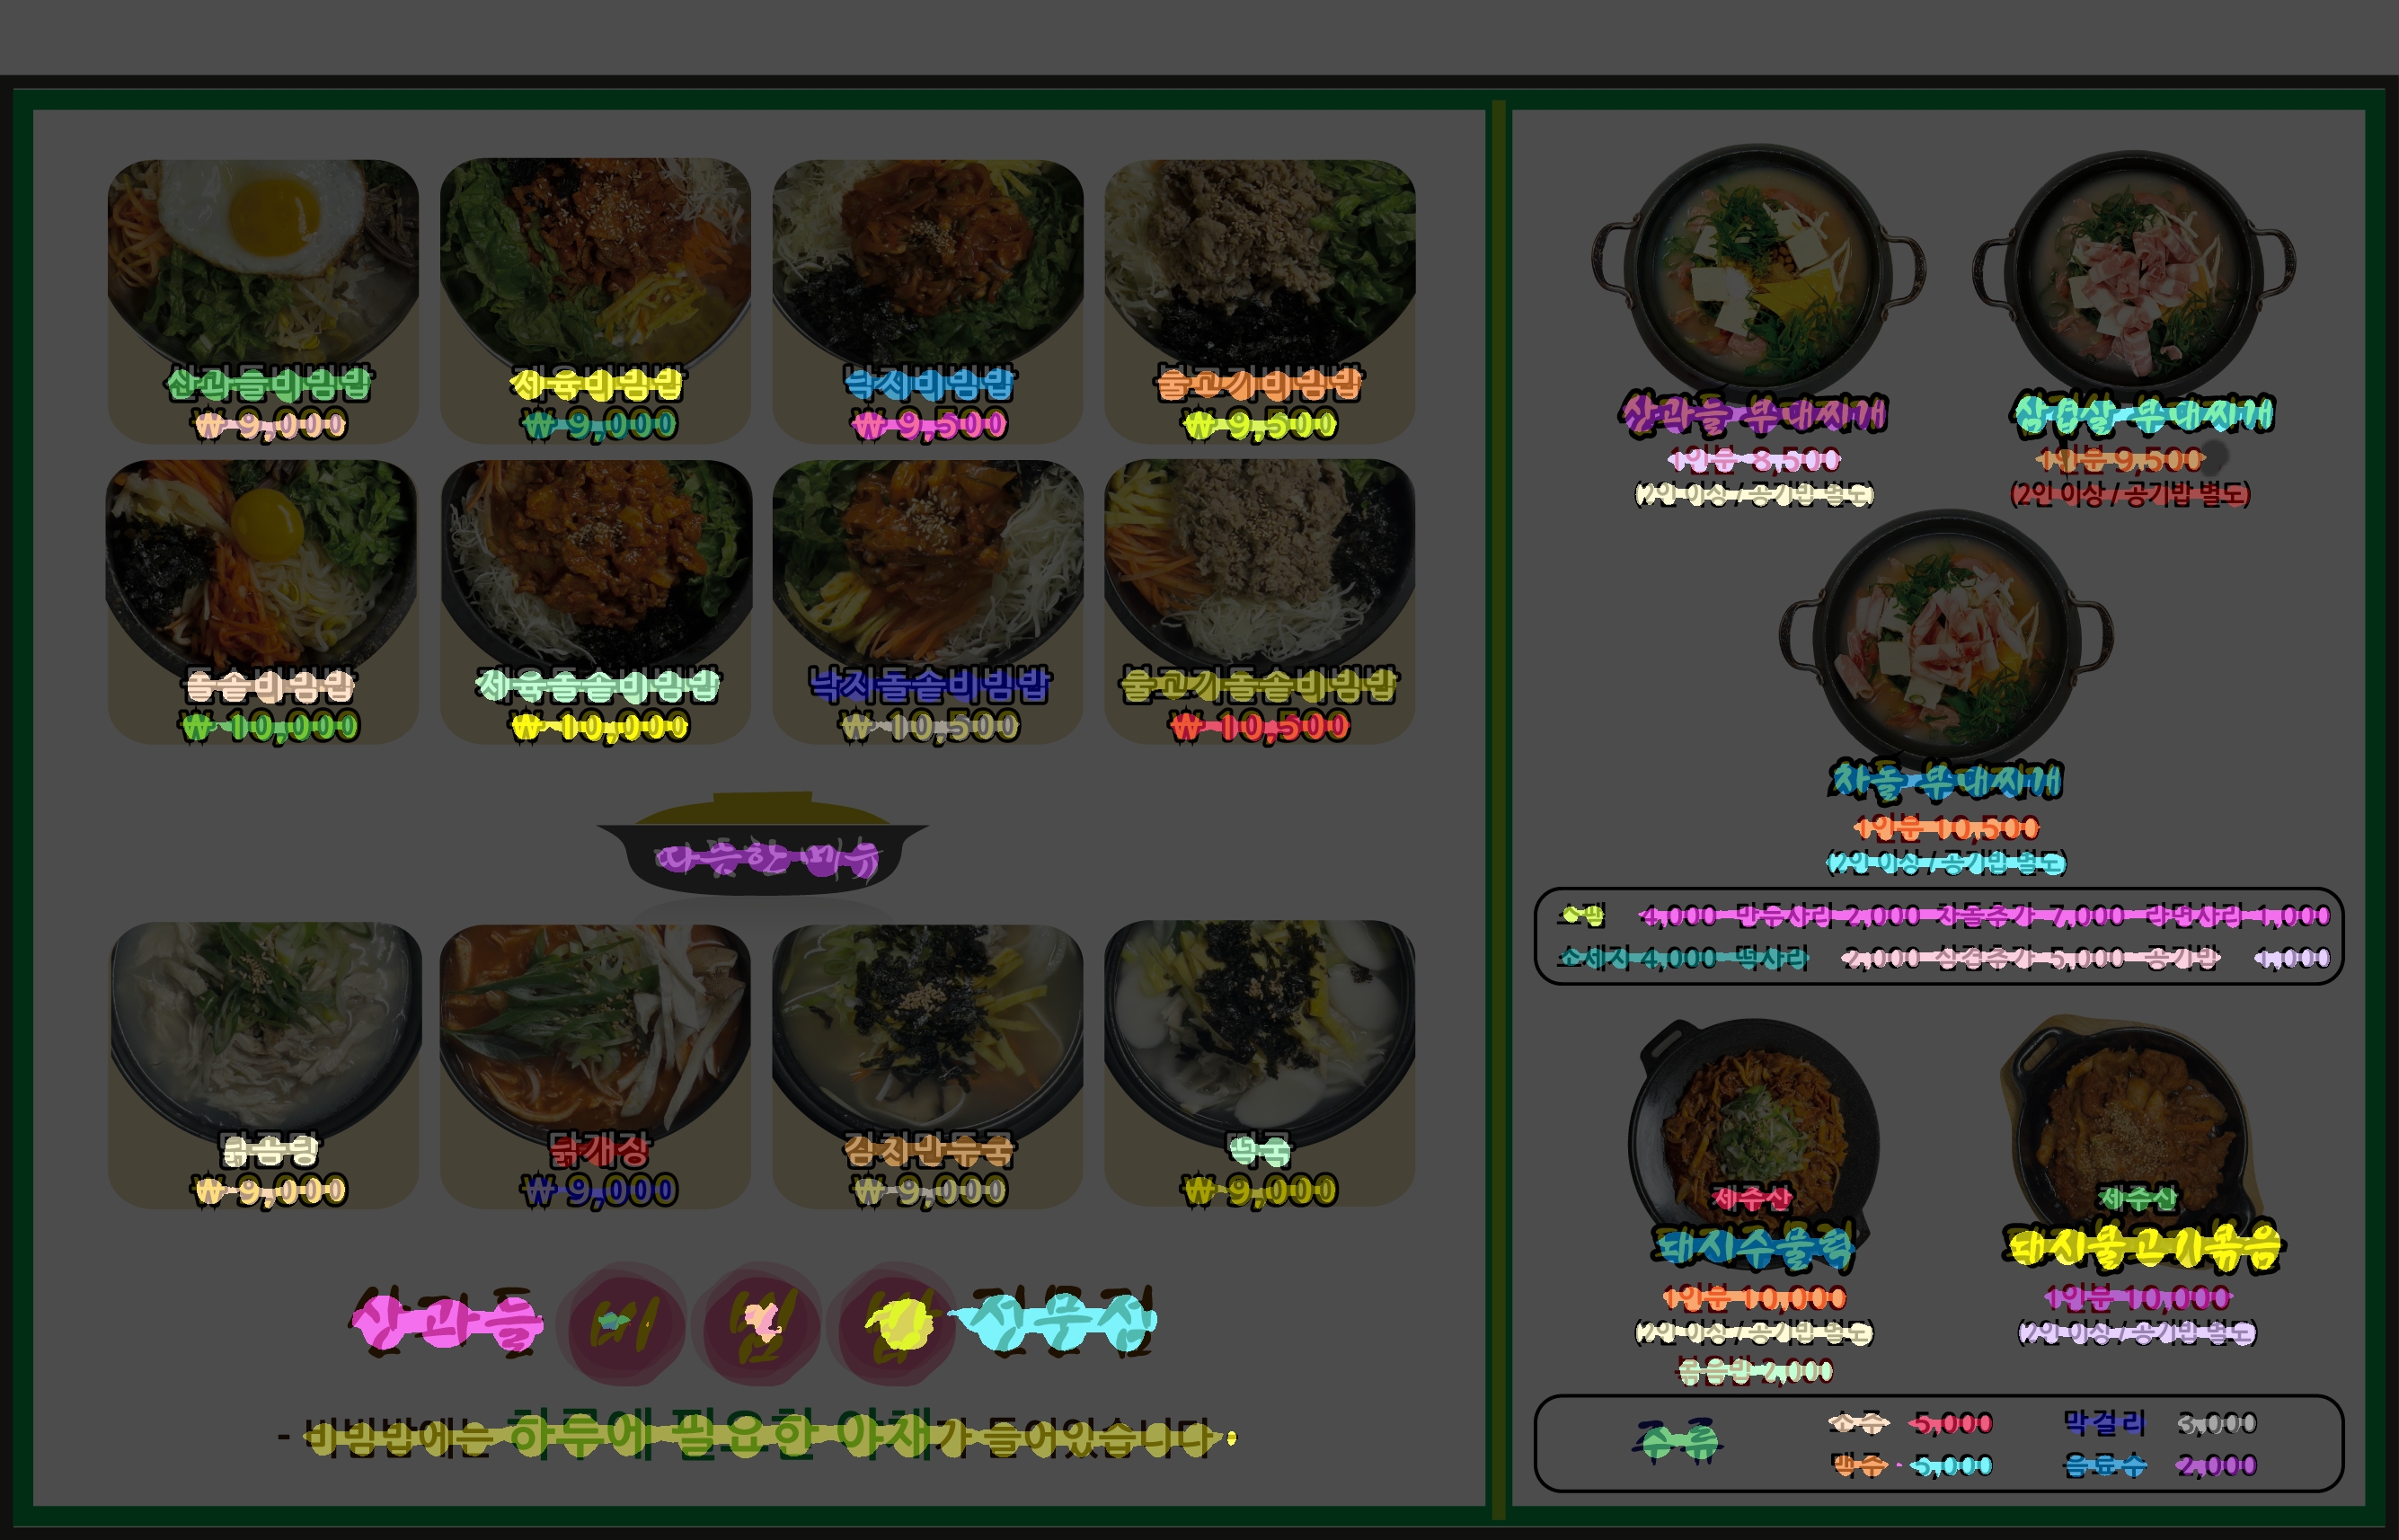 산과들비빔밥 제육비빔밥 낙지비빔밥 불고기비빔밥
₩ 9,000 ₩ 9,000 ₩ 9,500 ₩ 9,500
돌솥비빔밥 제육돌솥비빔밥 낙지돌솥비빔밥 불고기돌솥비빔밥
₩ 10,000 ₩ 10,000 ₩ 10,500 ₩ 10,500
따끈한 메뉴
닭곰탕 닭개장 김치만두국 떡국
₩ 9,000 ₩ 9,000 ₩ 9,000 ₩ 9,000
산과들 비빔밥 전문점
- 비빔밥에는 하루에 필요한 야채가 들어있습니다.
산과들 부대찌개 삼겹살 부대찌개
1인분 8,500 1인분 9,500
(2인 이상 / 공기밥 별도) (2인 이상 / 공기밥 별도)
차돌 부대찌개
1인분 10,500
(2인 이상 / 공기밥 별도)
스팸 4,000 만두사리 2,000 차돌추가 7,000 라면사리 1,000
소세지 4,000 떡사리 2,000 삼겹추가 5,000 공기밥 1,000
제주산 제주산
돼지주물럭 돼지불고기볶음
1인분 10,000 1인분 10,000
(2인 이상 / 공기밥 별도) (2인 이상 / 공기밥 별도)
볶음밥 2,000
주류 소주 5,000 막걸리 3,000
맥주 5,000 음료수 2,000